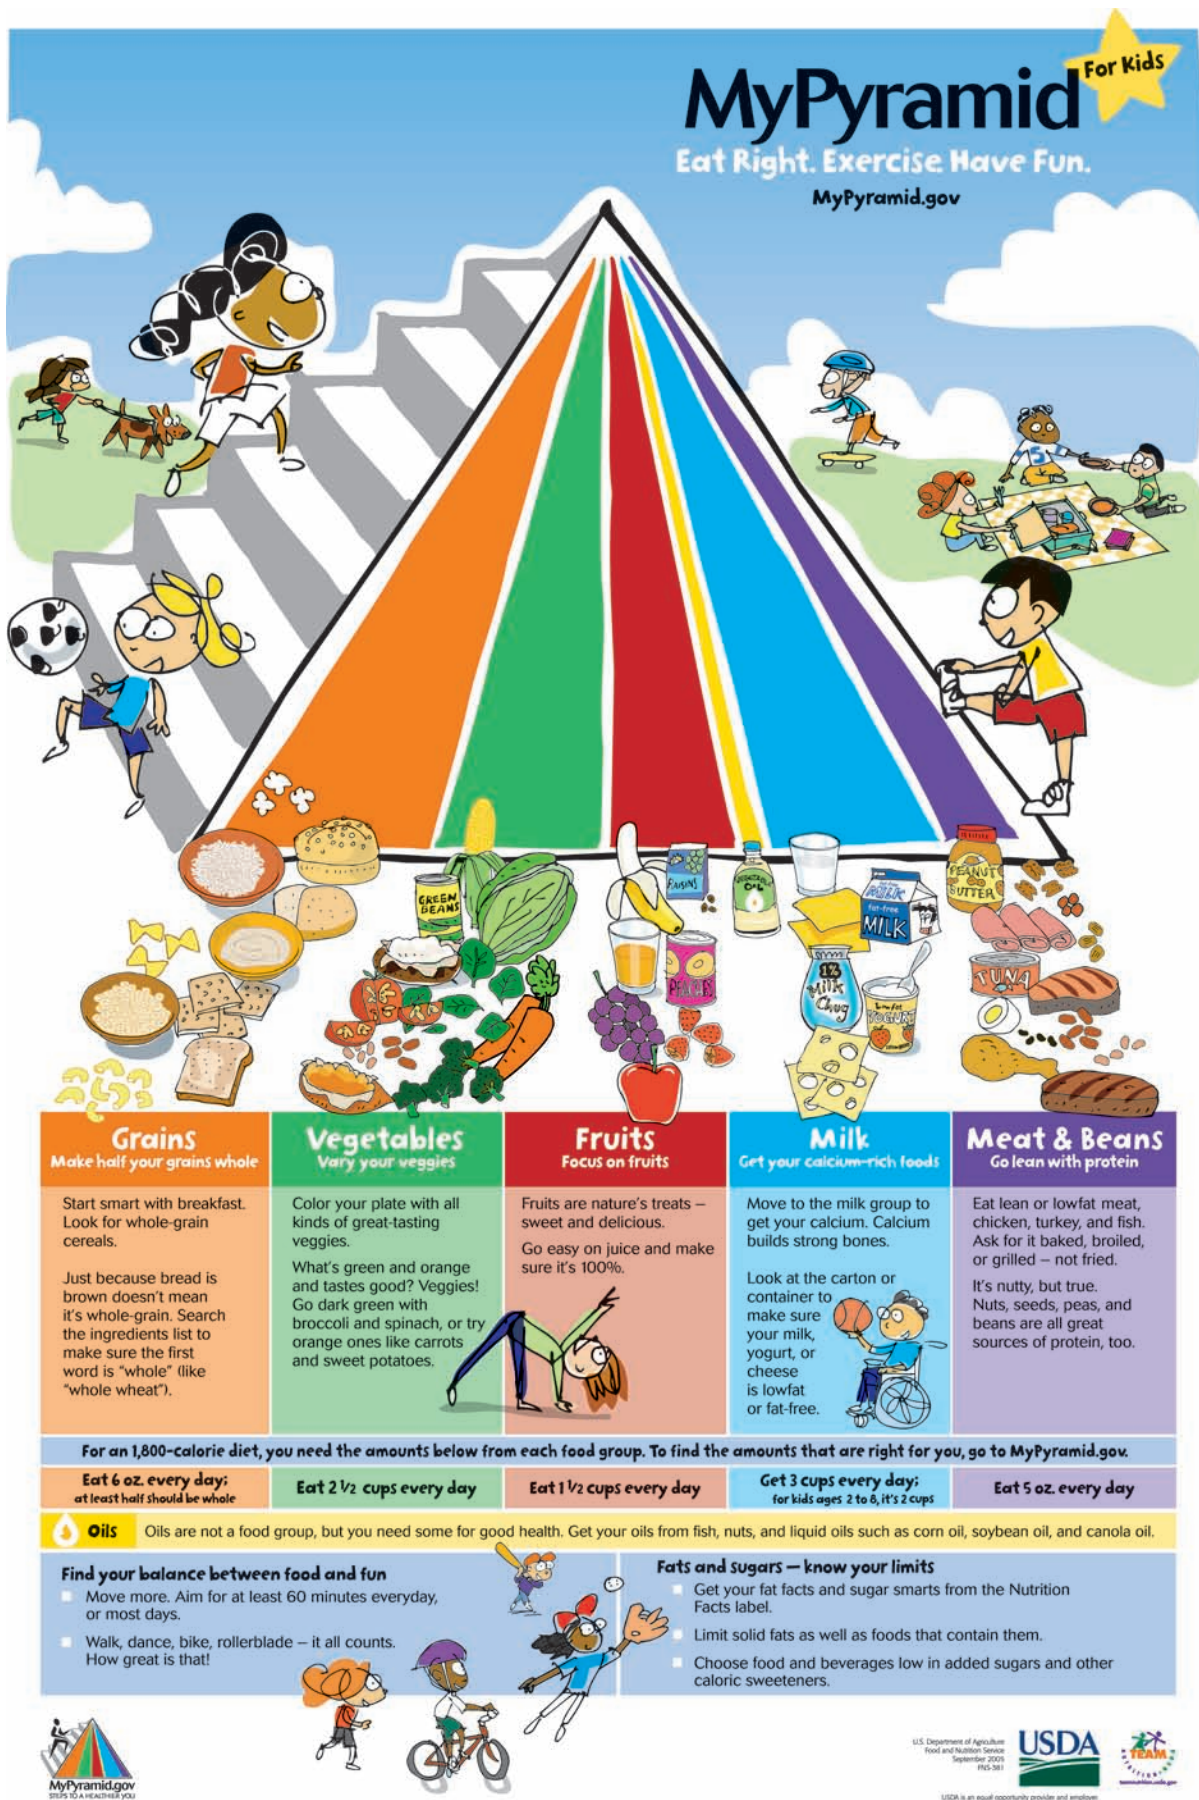 For Kids
MyPyramid
Eat Right. Exercise. Have Fun.
MyPyramid.gov
GREEN
BEANS
RAISINS
VEGETABLE
OIL
MILK
fat-free
MILK
PEANUT
BUTTER
1%
Milk
Chug
Lowfat
YOGURT
PEACHES
TUNA
Grains
Make half your grains whole
Start smart with breakfast.
Look for whole-grain
cereals.
Just because bread is
brown doesn't mean
it's whole-grain. Search
the ingredients list to
make sure the first
word is "whole" (like
"whole wheat").
Vegetables
Vary your veggies
Color your plate with all
kinds of great-tasting
veggies.
What's green and orange
and tastes good? Veggies!
Go dark green with
broccoli and spinach, or try
orange ones like carrots
and sweet potatoes.
Fruits
Focus on fruits
Fruits are nature's treats –
sweet and delicious.
Go easy on juice and make
sure it's 100%.
Milk
Get your calcium-rich foods
Move to the milk group to
get your calcium. Calcium
builds strong bones.
Look at the carton or
container to
make sure
your milk,
yogurt, or
cheese
is lowfat
or fat-free.
Meat & Beans
Go lean with protein
Eat lean or lowfat meat,
chicken, turkey, and fish.
Ask for it baked, broiled,
or grilled – not fried.
It's nutty, but true.
Nuts, seeds, peas, and
beans are all great
sources of protein, too.
For an 1,800-calorie diet, you need the amounts below from each food group. To find the amounts that are right for you, go to MyPyramid.gov.
Eat 6 oz. every day;
at least half should be whole
Eat 2 1/2 cups every day
Eat 1 1/2 cups every day
Get 3 cups every day;
for kids ages 2 to 8, it's 2 cups
Eat 5 oz. every day
Oils
Oils are not a food group, but you need some for good health. Get your oils from fish, nuts, and liquid oils such as corn oil, soybean oil, and canola oil.
Find your balance between food and fun
Move more. Aim for at least 60 minutes everyday,
or most days.
Walk, dance, bike, rollerblade – it all counts.
How great is that!
Fats and sugars – know your limits
Get your fat facts and sugar smarts from the Nutrition
Facts label.
Limit solid fats as well as foods that contain them.
Choose food and beverages low in added sugars and other
caloric sweeteners.
MyPyramid.gov
STEPS TO A HEALTHIER YOU
U.S. Department of Agriculture
Food and Nutrition Service
September 2005
FNS-381
USDA
TEAM
NUTRITION
teamnutrition.usda.gov
USDA is an equal opportunity provider and employer.